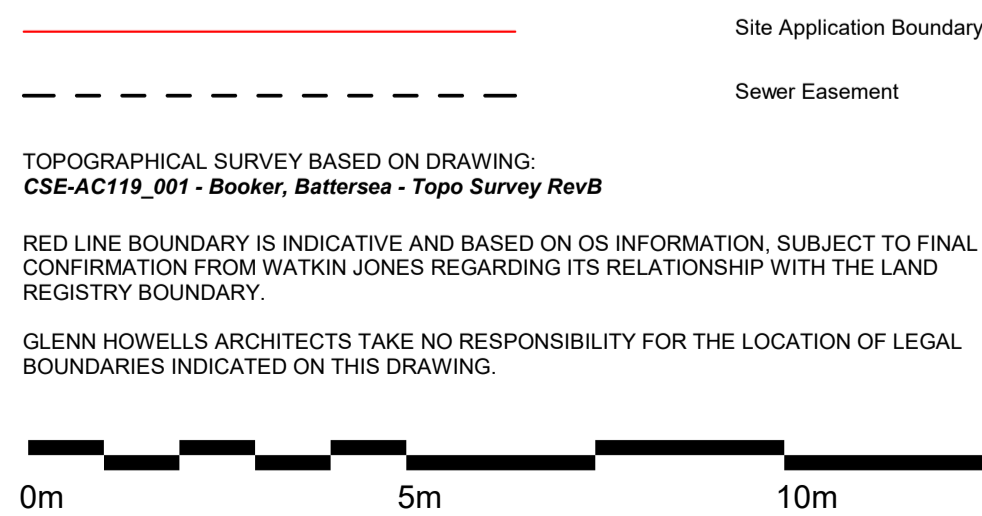 Site Application Boundary
Sewer Easement
TOPOGRAPHICAL SURVEY BASED ON DRAWING:
CSE-AC119_001 - Booker, Battersea - Topo Survey RevB
RED LINE BOUNDARY IS INDICATIVE AND BASED ON OS INFORMATION, SUBJECT TO FINAL
CONFIRMATION FROM WATKIN JONES REGARDING ITS RELATIONSHIP WITH THE LAND
REGISTRY BOUNDARY.
GLENN HOWELLS ARCHITECTS TAKE NO RESPONSIBILITY FOR THE LOCATION OF LEGAL
BOUNDARIES INDICATED ON THIS DRAWING.
0m 5m 10m